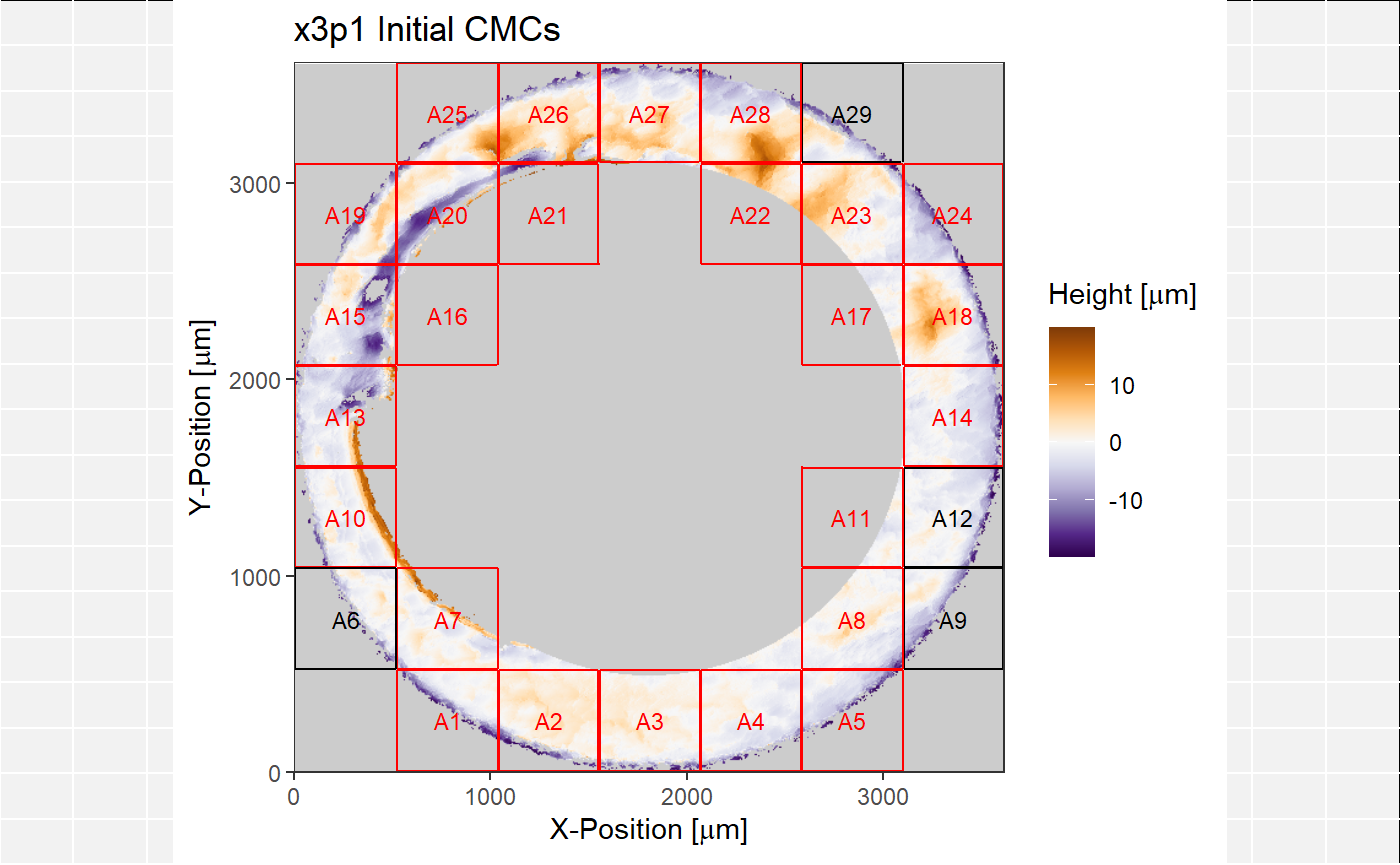 x3p1 Initial CMCs
A25 A26 A27 A28 A29
3000
A19 A20 A21 A22 A23 A24
Height [μm]
A15 A16 A17 A18
10
0
-10
Y-Position [μm]
2000
A13 A14
A10 A11 A12
1000
A6 A7 A8 A9
A1 A2 A3 A4 A5
0
0 1000 2000 3000
X-Position [μm]